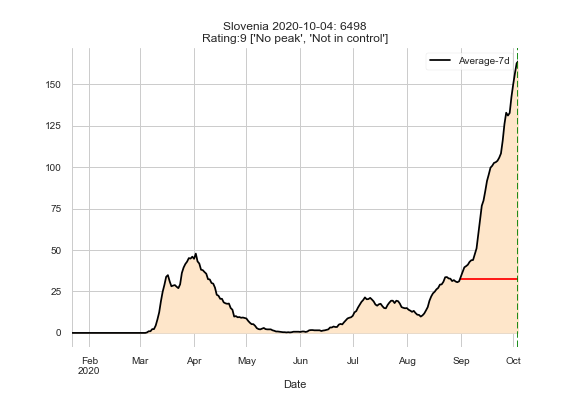 Slovenia 2020-10-04: 6498
Rating:9 ['No peak', 'Not in control']
Average-7d
150
125
100
75
50
25
0
Feb Mar Apr May Jun Jul Aug Sep Oct
2020
Date